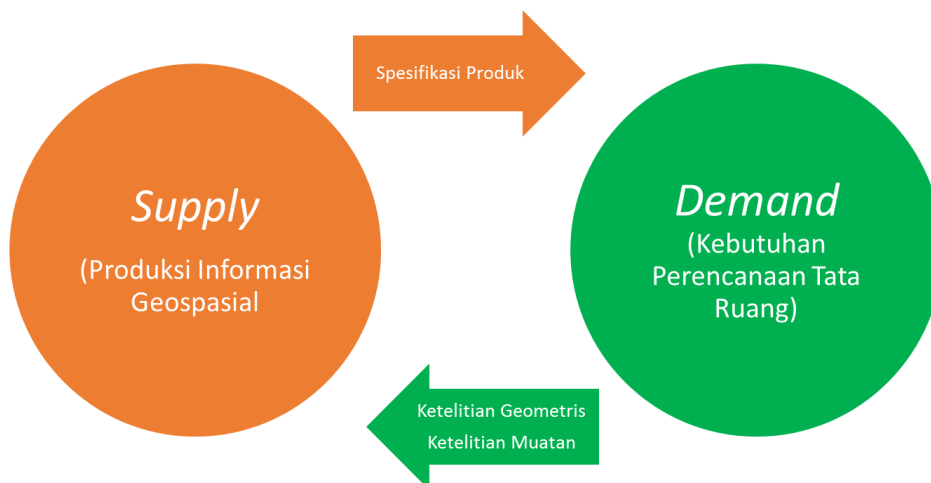 Spesifikasi Produk
Supply
(Produksi Informasi
Geospasial
Demand
(Kebutuhan
Perencanaan Tata
Ruang)
Ketelitian Geometris
Ketelitian Muatan